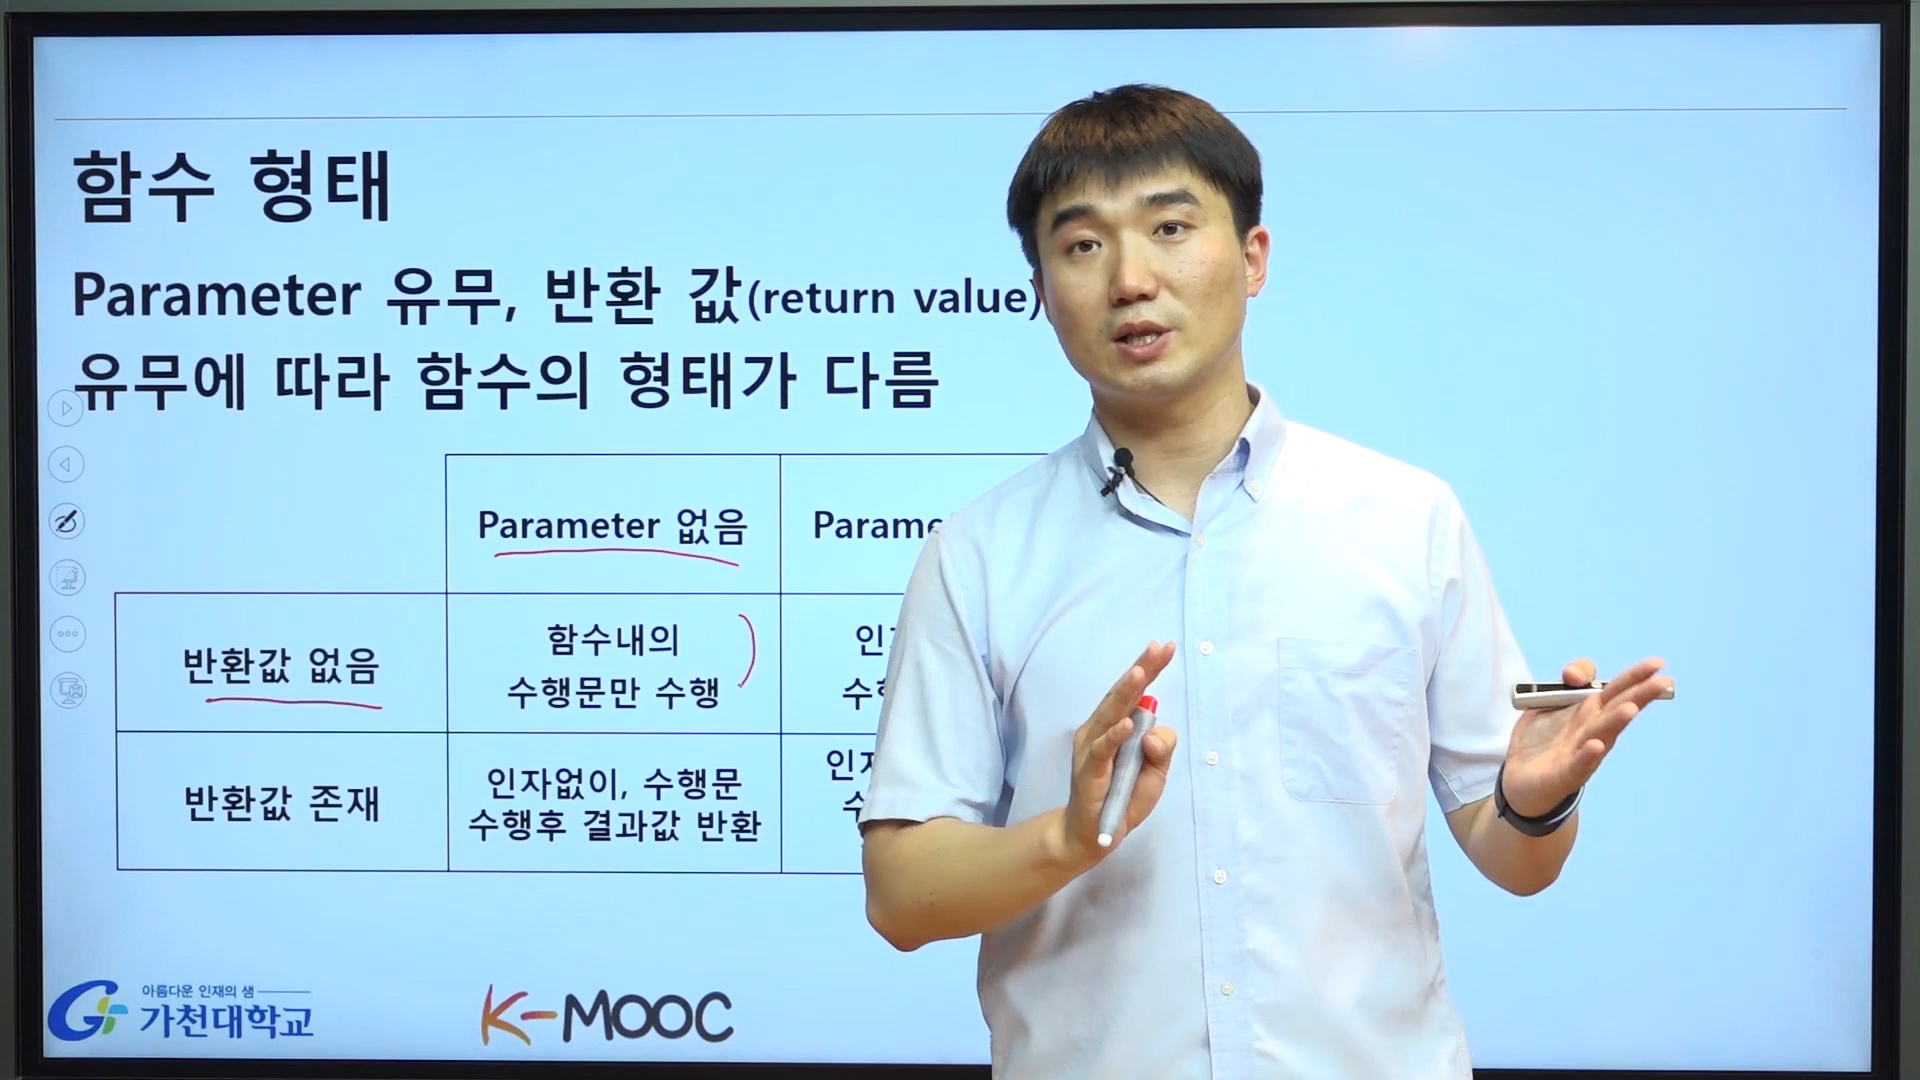 함수 형태
Parameter 유무, 반환 값(return value)
유무에 따라 함수의 형태가 다름
Parameter 없음
반환값 없음
함수내의
수행문만 수행
반환값 존재
인자없이, 수행문
수행후 결과값 반환
아름다운 인재의 샘
가천대학교
K-MOOC